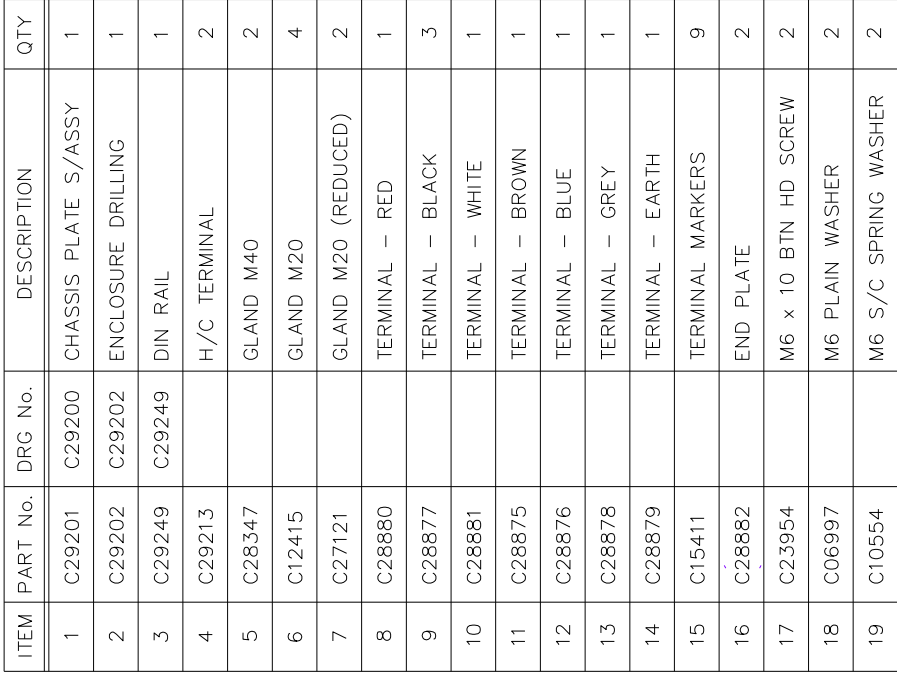 ITEM PART No. DRG No. DESCRIPTION QTY
1 C29201 C29200 CHASSIS PLATE S/ASSY 1
2 C29202 C29202 ENCLOSURE DRILLING 1
3 C29249 C29249 DIN RAIL 1
4 C29213 H/C TERMINAL 2
5 C28347 GLAND M40 2
6 C12415 GLAND M20 4
7 C27121 GLAND M20 (REDUCED) 2
8 C28880 TERMINAL – RED 1
9 C28877 TERMINAL – BLACK 3
10 C28881 TERMINAL – WHITE 1
11 C28875 TERMINAL – BROWN 1
12 C28876 TERMINAL – BLUE 1
13 C28878 TERMINAL – GREY 1
14 C28879 TERMINAL – EARTH 1
15 C15411 TERMINAL MARKERS 9
16 C28882 END PLATE 2
17 C23954 M6 x 10 BTN HD SCREW 2
18 C06997 M6 PLAIN WASHER 2
19 C10554 M6 S/C SPRING WASHER 2